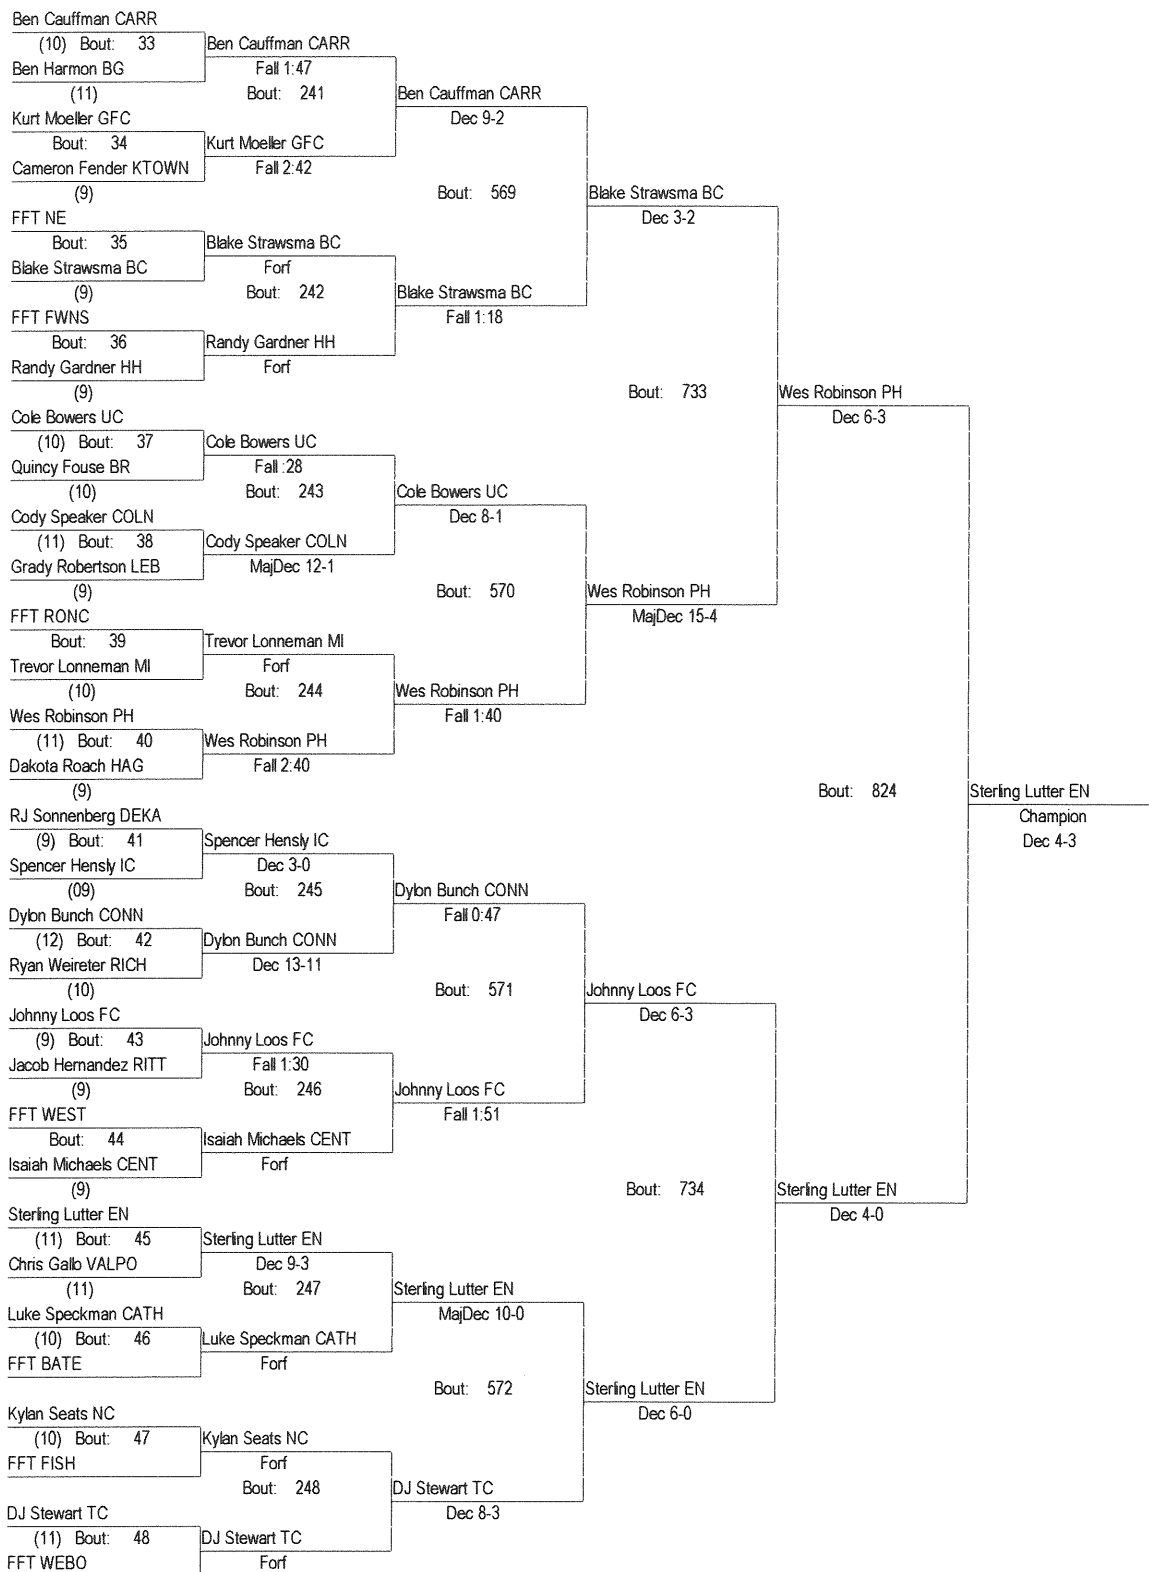 Ben Cauffman CARR
(10) Bout: 33
Ben Harmon BG
(11)
Kurt Moeller GFC
Bout: 34
Cameron Fender KTOWN
(9)
FFT NE
Bout: 35
Blake Strawsma BC
(9)
FFT FWNS
Bout: 36
Randy Gardner HH
(9)
Cole Bowers UC
(10) Bout: 37
Quincy Fouse BR
(10)
Cody Speaker COLN
(11) Bout: 38
Grady Robertson LEB
(9)
FFT RONC
Bout: 39
Trevor Lonneman MI
(10)
Wes Robinson PH
(11) Bout: 40
Dakota Roach HAG
(9)
RJ Sonnenberg DEKA
(9) Bout: 41
Spencer Hensly IC
(09)
Dylon Bunch CONN
(12) Bout: 42
Ryan Weireter RICH
(10)
Johnny Loos FC
(9) Bout: 43
Jacob Hernandez RITT
(9)
FFT WEST
Bout: 44
Isaiah Michaels CENT
(9)
Sterling Lutter EN
(11) Bout: 45
Chris Gallo VALPO
(11)
Luke Speckman CATH
(10) Bout: 46
FFT BATE
Kylan Seats NC
(10) Bout: 47
FFT FISH
DJ Stewart TC
(11) Bout: 48
FFT WEBO
Ben Cauffman CARR
Fall 1:47
Bout: 241
Kurt Moeller GFC
Fall 2:42
Blake Strawsma BC
Forf
Bout: 242
Randy Gardner HH
Forf
Cole Bowers UC
Fall :28
Bout: 243
Cody Speaker COLN
MajDec 12-1
Trevor Lonneman MI
Forf
Bout: 244
Wes Robinson PH
Fall 2:40
Spencer Hensly IC
Dec 3-0
Bout: 245
Dylon Bunch CONN
Dec 13-11
Johnny Loos FC
Fall 1:30
Bout: 246
Isaiah Michaels CENT
Forf
Sterling Lutter EN
Dec 9-3
Bout: 247
Luke Speckman CATH
Forf
Kylan Seats NC
Forf
Bout: 248
DJ Stewart TC
Forf
Ben Cauffman CARR
Dec 9-2
Bout: 569
Blake Strawsma BC
Fall 1:18
Cole Bowers UC
Dec 8-1
Bout: 570
Wes Robinson PH
Fall 1:40
Dylon Bunch CONN
Fall 0:47
Bout: 571
Johnny Loos FC
Fall 1:51
Sterling Lutter EN
MajDec 10-0
Bout: 572
DJ Stewart TC
Dec 8-3
Blake Strawsma BC
Dec 3-2
Bout: 733
Wes Robinson PH
MajDec 15-4
Johnny Loos FC
Dec 6-3
Bout: 734
Sterling Lutter EN
Dec 6-0
Wes Robinson PH
Dec 6-3
Bout: 824
Sterling Lutter EN
Dec 4-0
Sterling Lutter EN
Champion
Dec 4-3